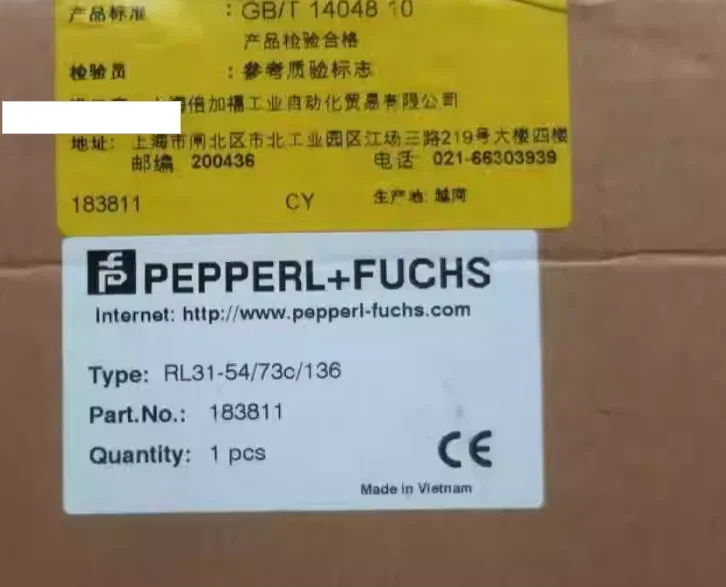 产品标准 : GB/T 14048 10
产品检验合格
检验员 : 参考质验标志
上海倍加福工业自动化贸易有限公司
地址: 上海市闸北区市北工业园区江场三路219号大楼四楼
邮编 200436 电话 021-66303939
183811 CY 生产地: 越南
PEPPERL+FUCHS
Internet: http://www.pepperl-fuchs.com
Type: RL31-54/73c/136
Part.No.: 183811
Quantity: 1 pcs
CE
Made in Vietnam